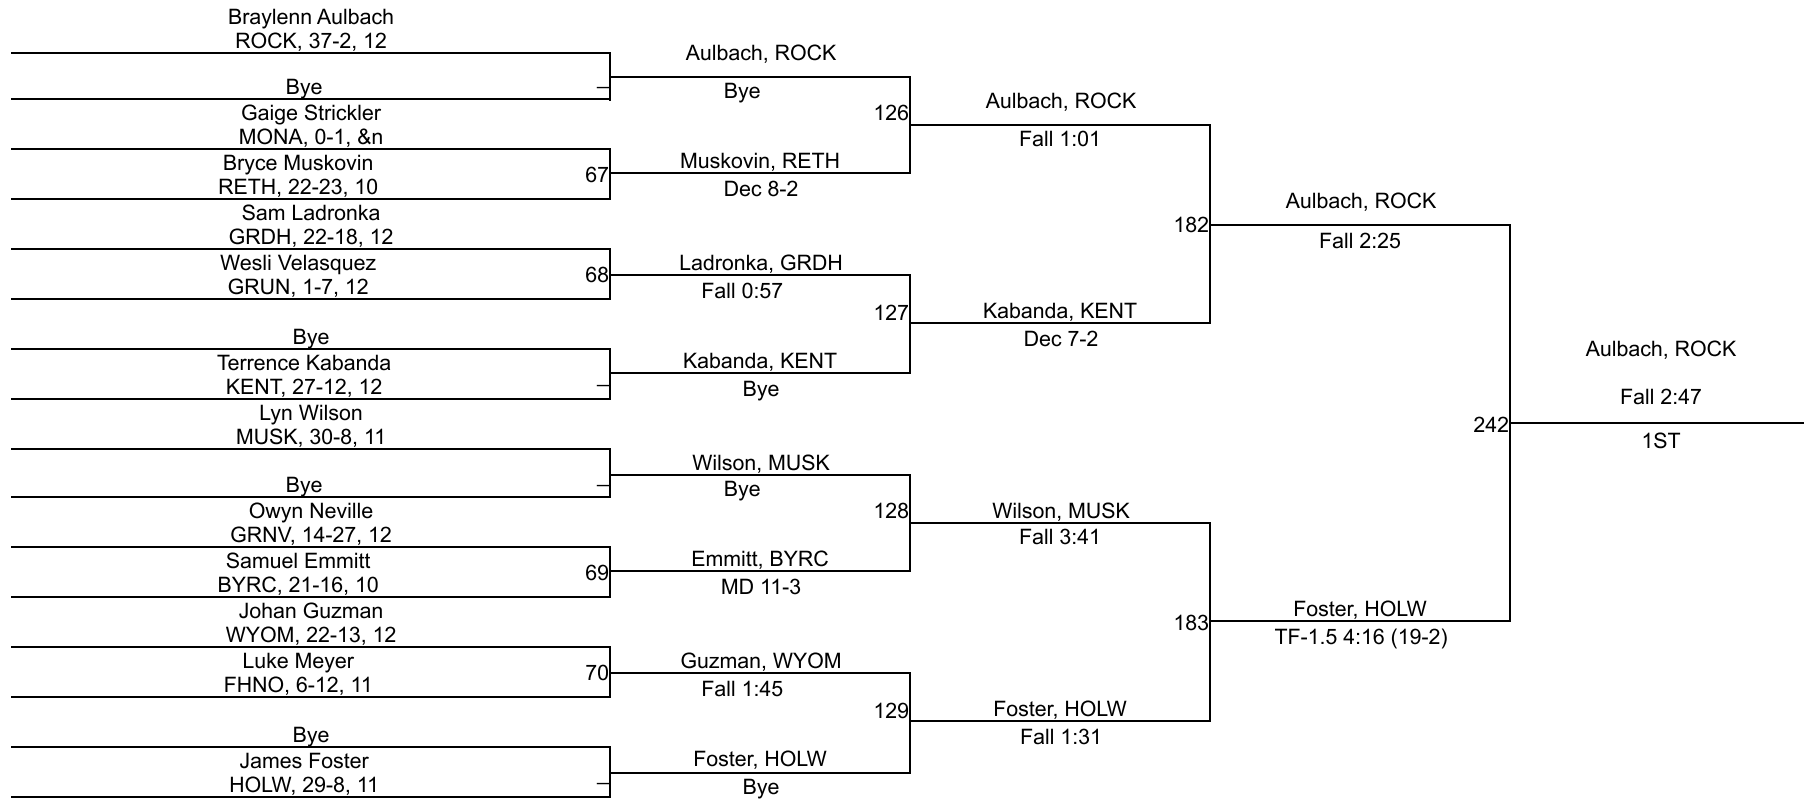 Braylenn Aulbach
ROCK, 37-2, 12
Bye
Gaige Strickler
MONA, 0-1, &n
Bryce Muskovin
RETH, 22-23, 10
Sam Ladronka
GRDH, 22-18, 12
Wesli Velasquez
GRUN, 1-7, 12
Bye
Terrence Kabanda
KENT, 27-12, 12
Lyn Wilson
MUSK, 30-8, 11
Bye
Owyn Neville
GRNV, 14-27, 12
Samuel Emmitt
BYRC, 21-16, 10
Johan Guzman
WYOM, 22-13, 12
Luke Meyer
FHNO, 6-12, 11
Bye
James Foster
HOLW, 29-8, 11
–
67
68
–
–
69
70
–
Aulbach, ROCK
Bye
Muskovin, RETH
Dec 8-2
Ladronka, GRDH
Fall 0:57
Kabanda, KENT
Bye
Wilson, MUSK
Bye
Emmitt, BYRC
MD 11-3
Guzman, WYOM
Fall 1:45
Foster, HOLW
Bye
126
127
128
129
Aulbach, ROCK
Fall 1:01
Kabanda, KENT
Dec 7-2
Wilson, MUSK
Fall 3:41
Foster, HOLW
Fall 1:31
182
183
Aulbach, ROCK
Fall 2:25
Foster, HOLW
TF-1.5 4:16 (19-2)
242
Aulbach, ROCK
Fall 2:47
1ST